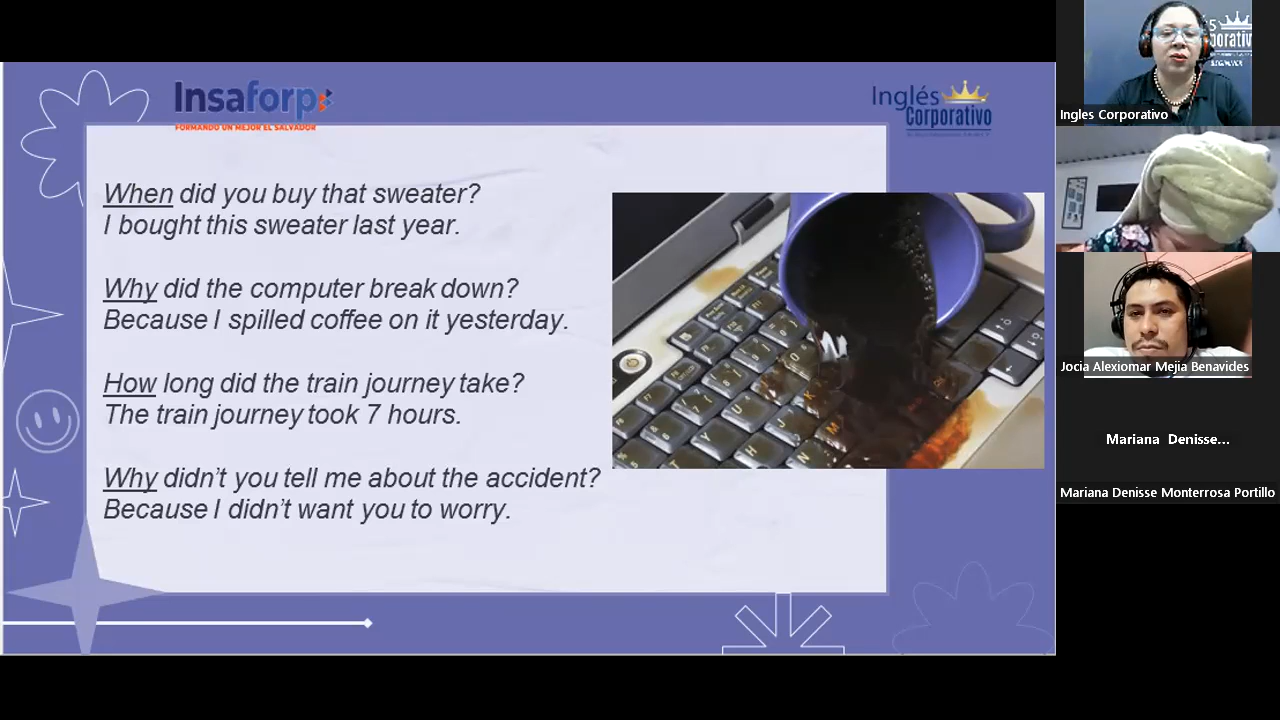 Insaforp
FORMANDO UN MEJOR EL SALVADOR
Inglés
Corporativo
When did you buy that sweater?
I bought this sweater last year.
Why did the computer break down?
Because I spilled coffee on it yesterday.
How long did the train journey take?
The train journey took 7 hours.
Why didn't you tell me about the accident?
Because I didn't want you to worry.
Ingles Corporativo
Jocia Alexiomar Mejia Benavides
Mariana Denisse...
Mariana Denisse Monterrosa Portillo